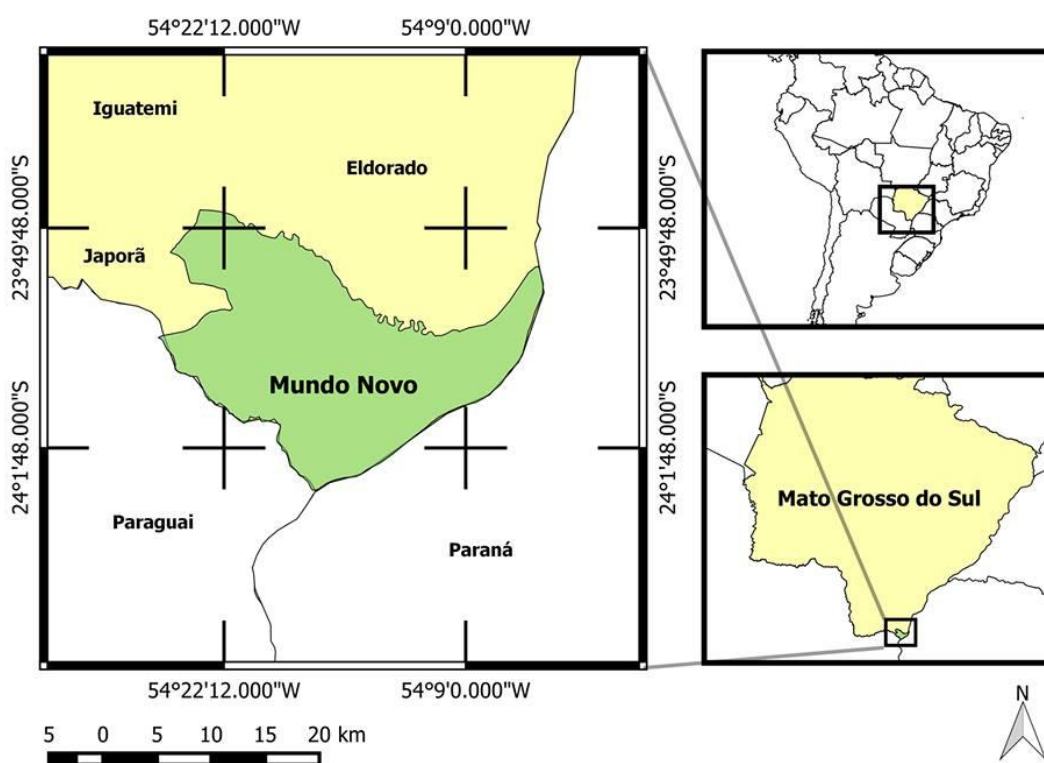 54°22'12.000"W 54°9'0.000"W
Iguatemi
Eldorado
Japorã
Mundo Novo
Paraguai
Paraná
23°49'48.000"S
24°1'48.000"S
23°49'48.000"S
24°1'48.000"S
54°22'12.000"W 54°9'0.000"W
5 0 5 10 15 20 km
Mato Grosso do Sul
N